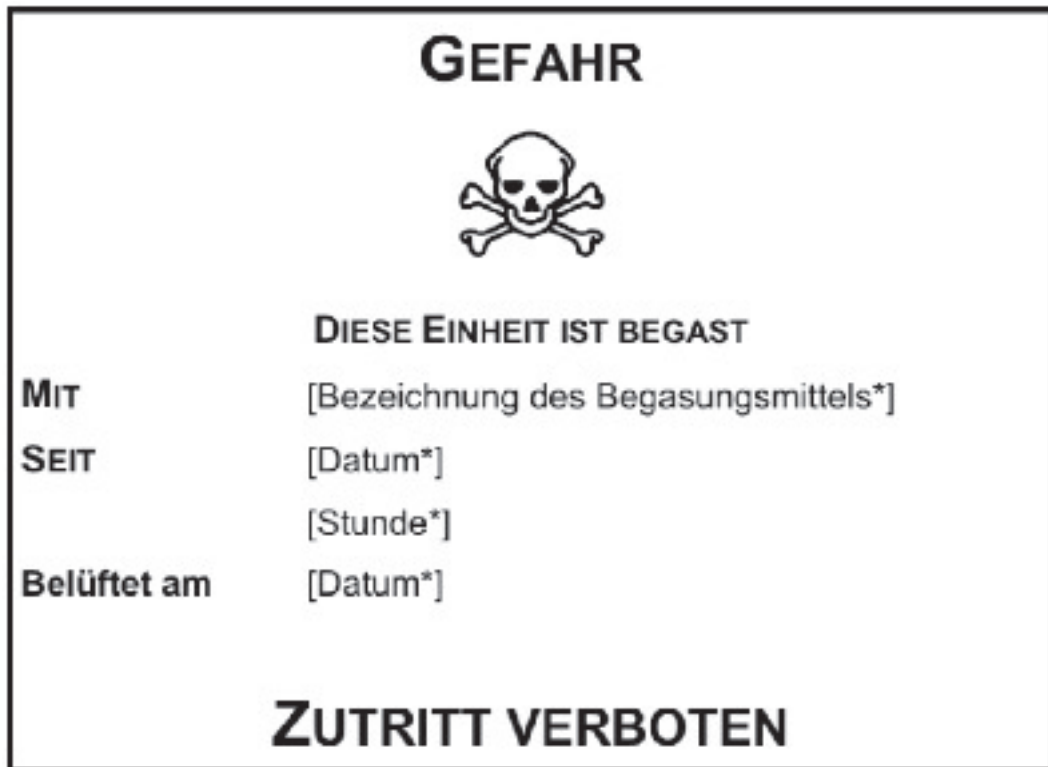 GEFAHR
DIESE EINHEIT IST BEGAST
MIT [Bezeichnung des Begasungsmittels*]
SEIT [Datum*]
[Stunde*]
Belüftet am [Datum*]
ZUTRITT VERBOTEN